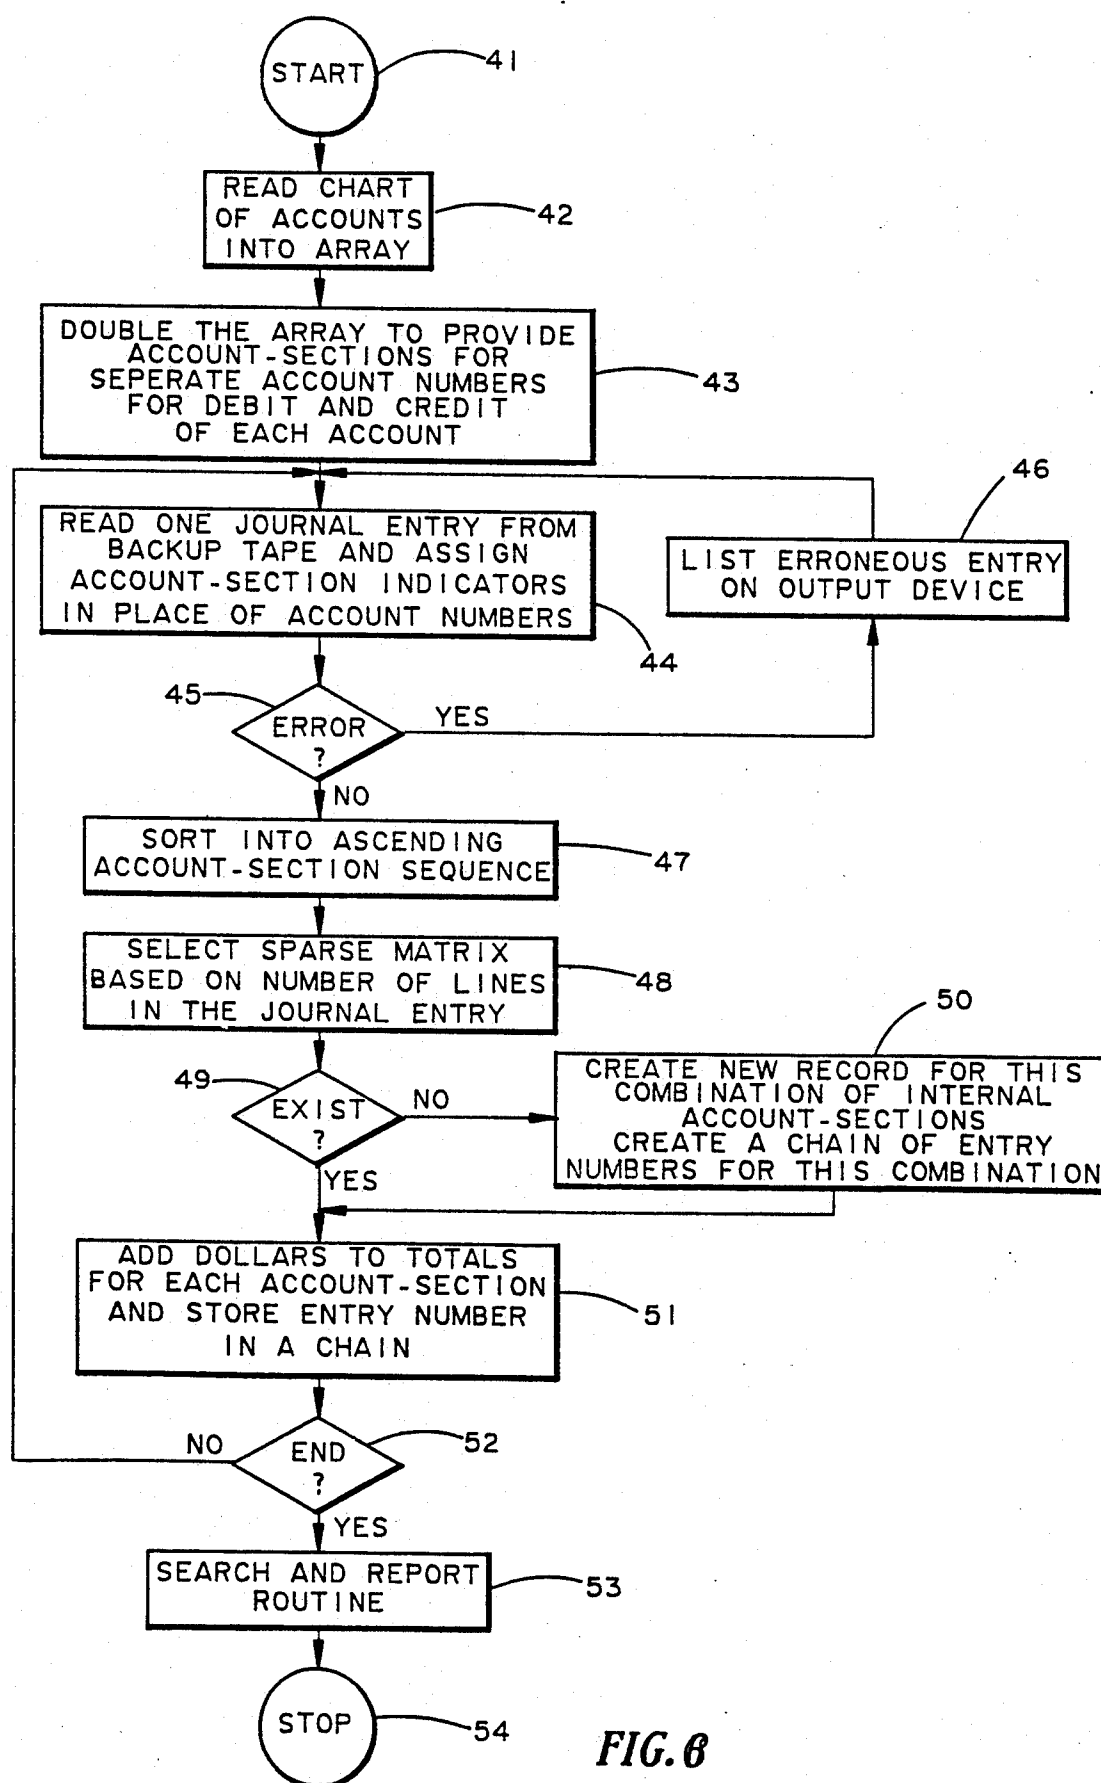 START
41
READ CHART
OF ACCOUNTS
INTO ARRAY
42
DOUBLE THE ARRAY TO PROVIDE
ACCOUNT-SECTIONS FOR
SEPERATE ACCOUNT NUMBERS
FOR DEBIT AND CREDIT
OF EACH ACCOUNT
43
READ ONE JOURNAL ENTRY FROM
BACKUP TAPE AND ASSIGN
ACCOUNT-SECTION INDICATORS
IN PLACE OF ACCOUNT NUMBERS
44
46
LIST ERRONEOUS ENTRY
ON OUTPUT DEVICE
45
ERROR
?
YES
NO
SORT INTO ASCENDING
ACCOUNT-SECTION SEQUENCE
47
SELECT SPARSE MATRIX
BASED ON NUMBER OF LINES
IN THE JOURNAL ENTRY
48
49
EXIST
?
NO
YES
50
CREATE NEW RECORD FOR THIS
COMBINATION OF INTERNAL
ACCOUNT-SECTIONS
CREATE A CHAIN OF ENTRY
NUMBERS FOR THIS COMBINATION
ADD DOLLARS TO TOTALS
FOR EACH ACCOUNT-SECTION
AND STORE ENTRY NUMBER
IN A CHAIN
51
NO
END
?
52
YES
SEARCH AND REPORT
ROUTINE
53
STOP
54
FIG. 6